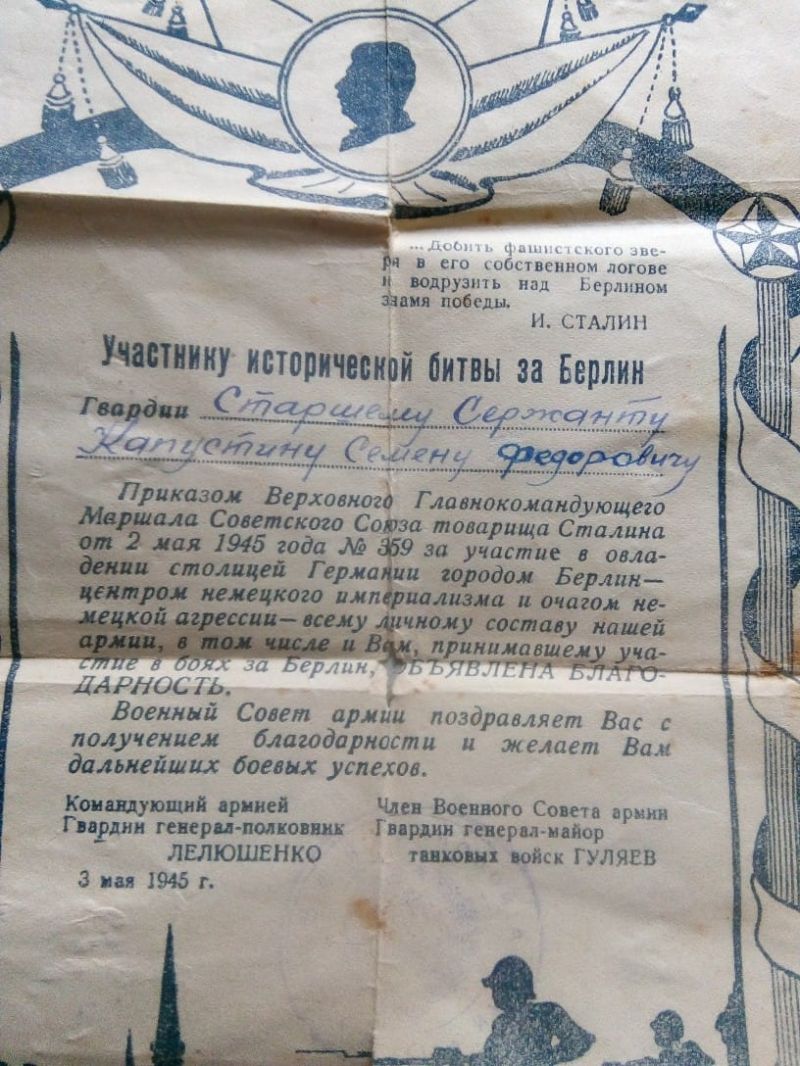 ...Добить фашистского зве-
ря в его собственном логове
и водрузить над Берлином
знамя победы.
И. СТАЛИН
Участнику исторической битвы за Берлин
Гвардии Старшему Сержанту
Капустину Семену Федоровичу
Приказом Верховного Главнокомандующего
Маршала Советского Союза товарища Сталина
от 2 мая 1945 года № 359 за участие в овла-
дении столицей Германии городом Берлин—
центром немецкого империализма и очагом не-
мецкой агрессии—всему личному составу нашей
армии, в том числе и Вам, принимавшему уча-
стие в боях за Берлин, ОБЪЯВЛЕНА БЛАГО-
ДАРНОСТЬ.
Военный Совет армии поздравляет Вас с
получением благодарности и желает Вам
дальнейших боевых успехов.
Командующий армией
Гвардии генерал-полковник
ЛЕЛЮШЕНКО
3 мая 1945 г.
Член Военного Совета армии
Гвардии генерал-майор
танковых войск ГУЛЯЕВ